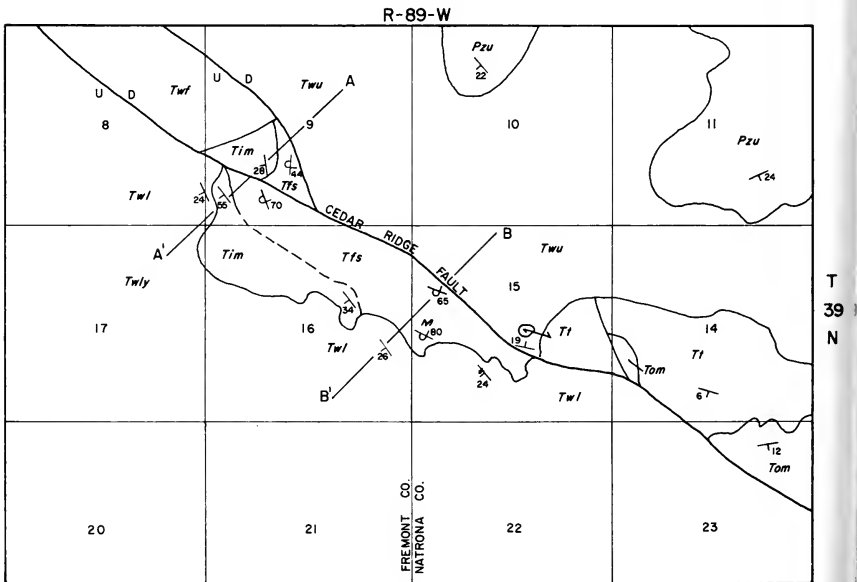 R-89-W
Pzu
22
U D
U D
Twu
A
Twf
8
9
10
11
Pzu
Tim
28
44
24
Tfs
Twl
24
55
70
CEDAR RIDGE FAULT
B
A'
Tim
Tfs
Twu
Twly
65
15
T
39
N
34
M
14
17
16
80
19
Tt
Tt
Twl
26
Tom
24
Twl
6
B'
12
Tom
FREMONT CO.
NATRONA CO.
20
21
22
23